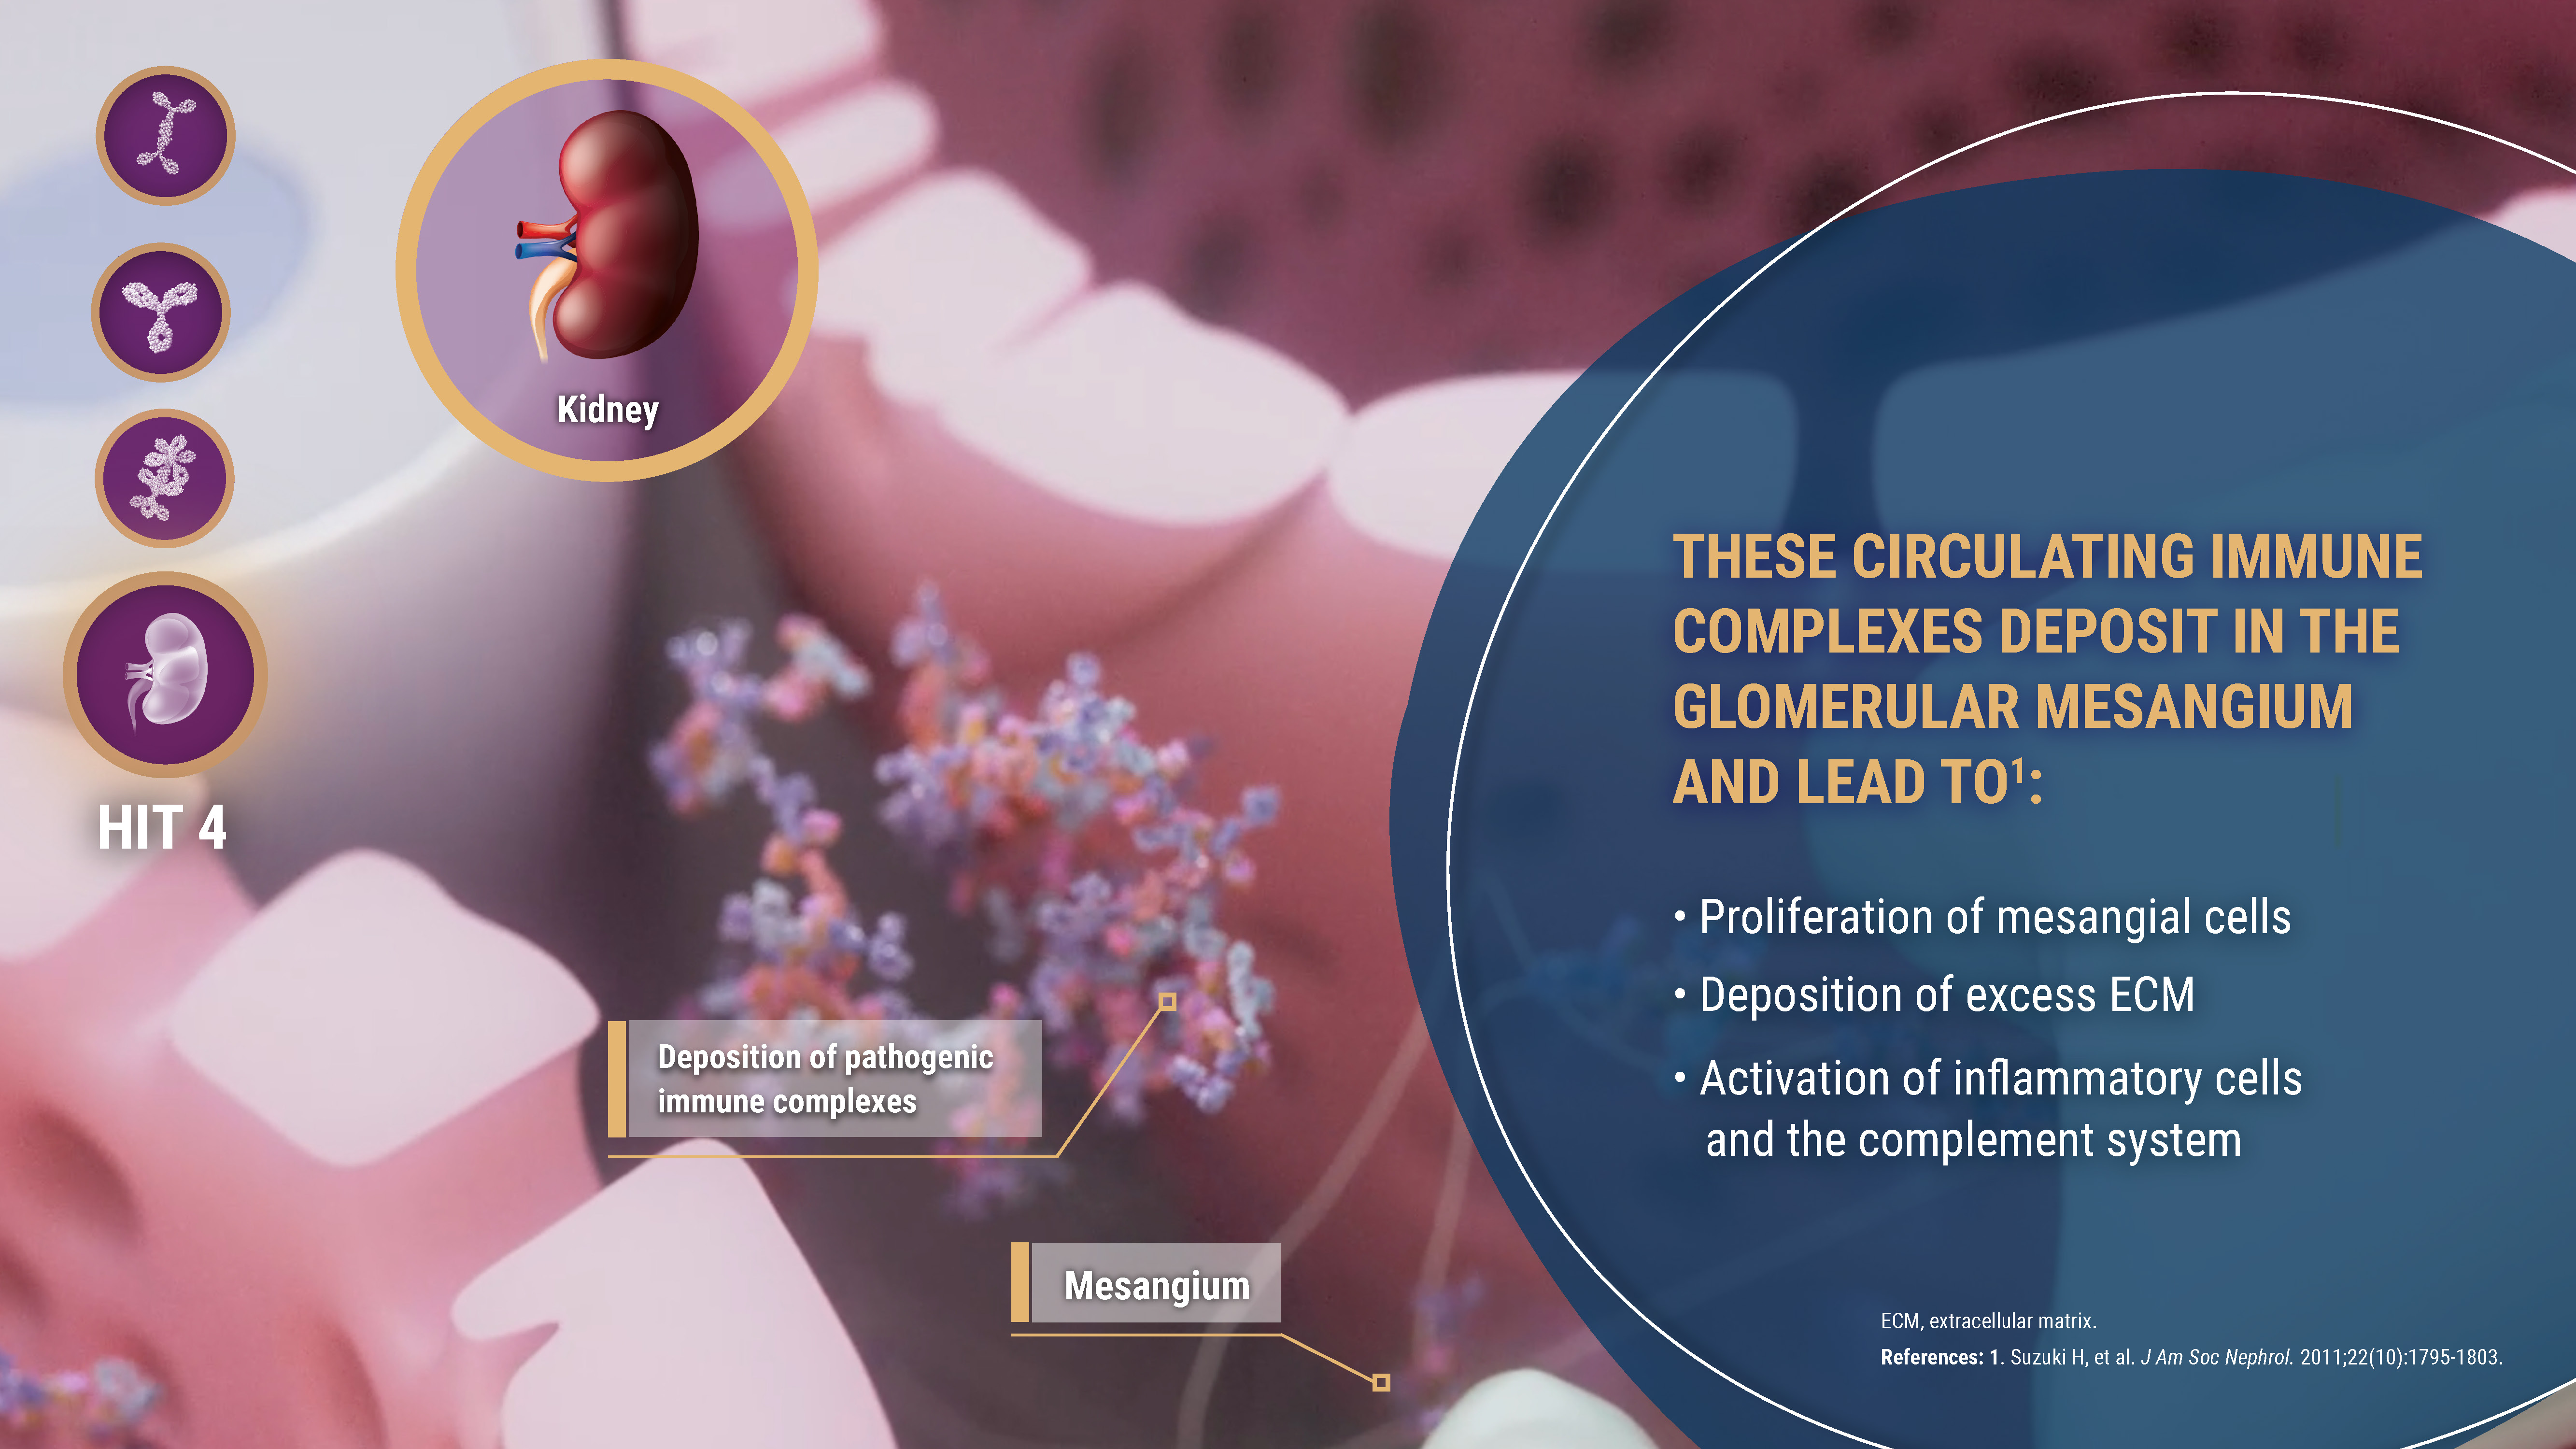 Kidney
HIT 4
Deposition of pathogenic
immune complexes
Mesangium
THESE CIRCULATING IMMUNE
COMPLEXES DEPOSIT IN THE
GLOMERULAR MESANGIUM
AND LEAD TO¹:
• Proliferation of mesangial cells
• Deposition of excess ECM
• Activation of inflammatory cells
and the complement system
ECM, extracellular matrix.
References: 1. Suzuki H, et al. J Am Soc Nephrol. 2011;22(10):1795-1803.